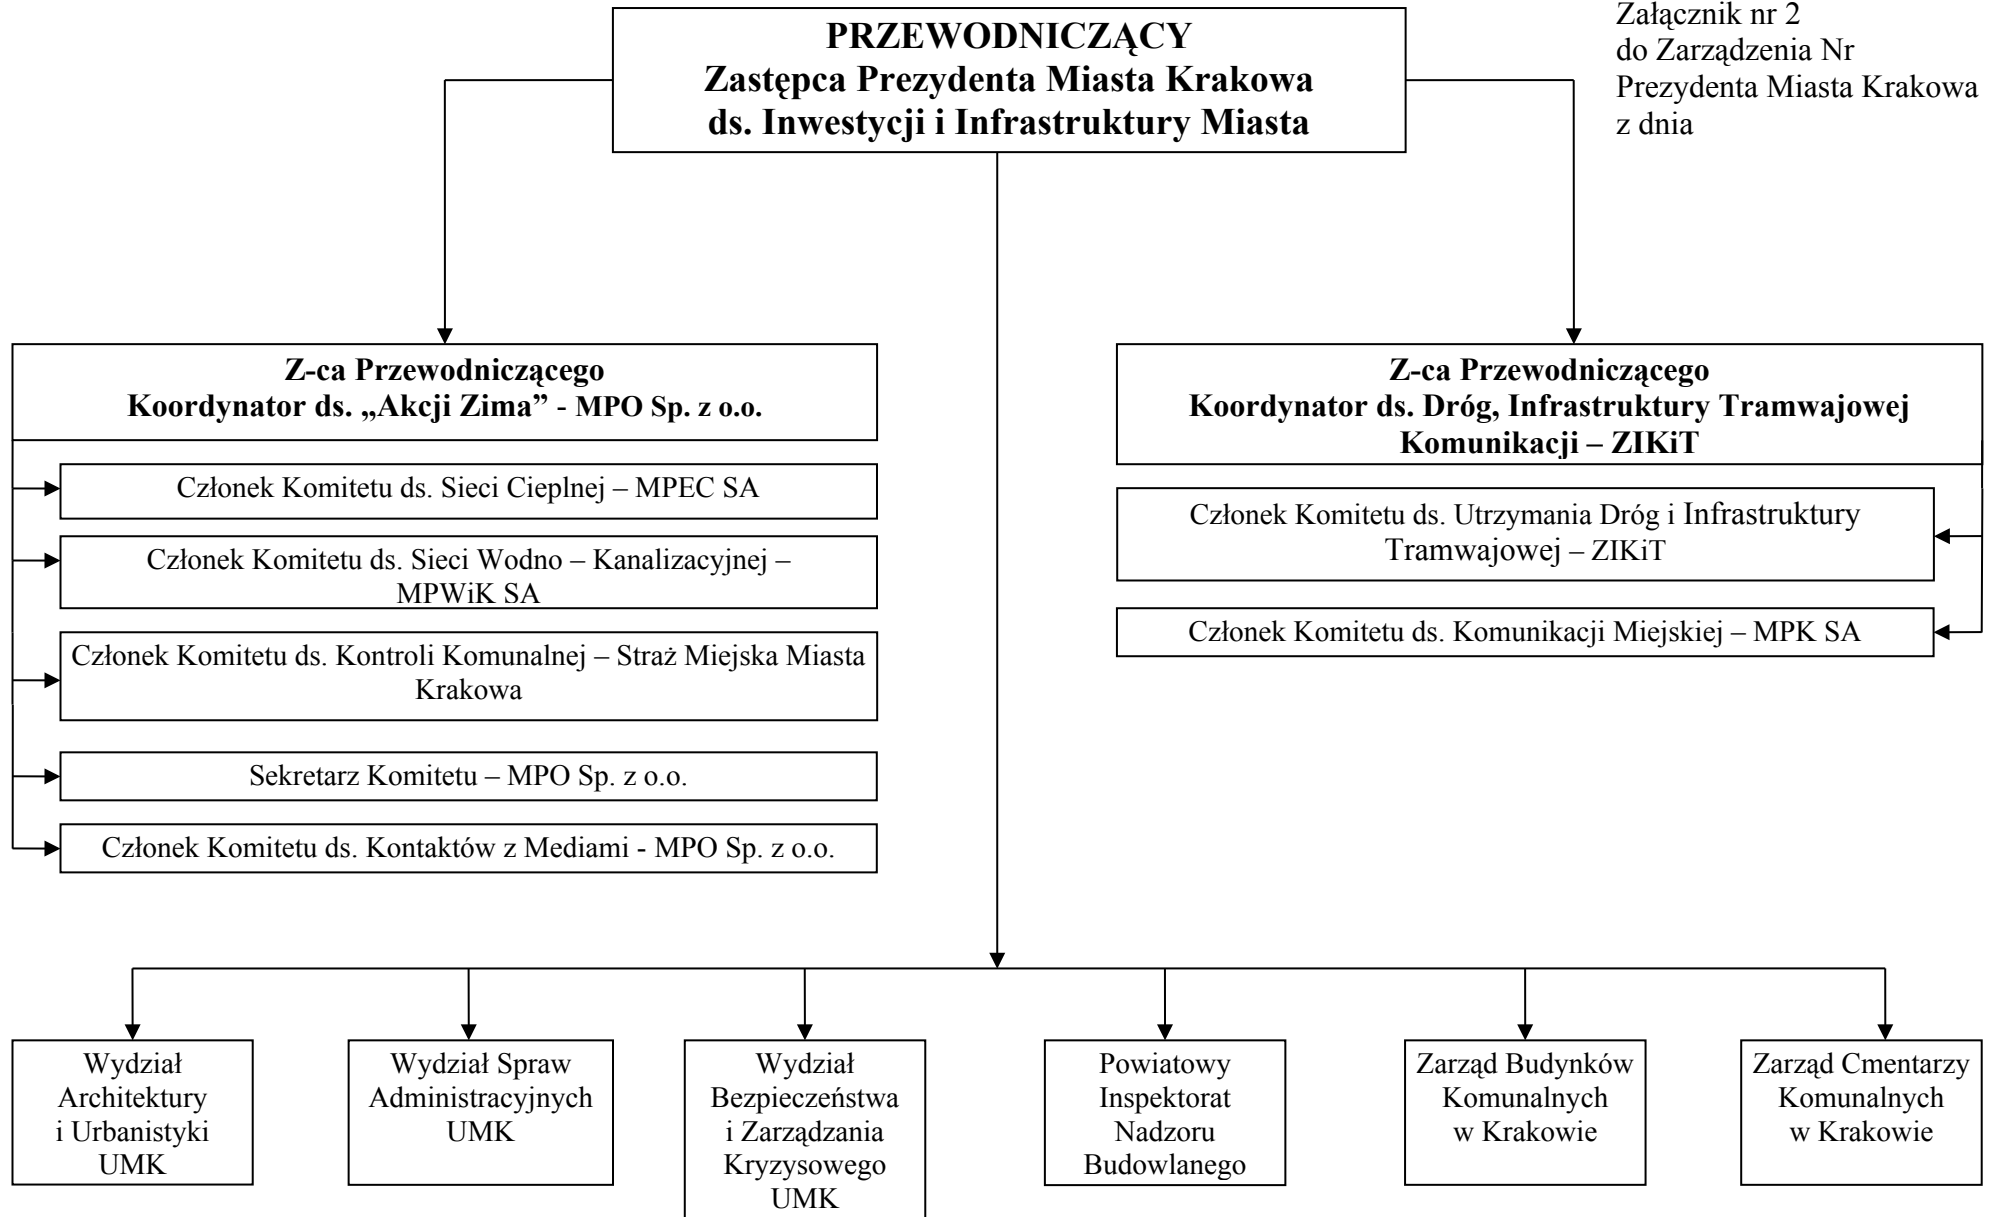 Załącznik nr 2
do Zarządzenia Nr
Prezydenta Miasta Krakowa
z dnia
PRZEWODNICZĄCY
Zastępca Prezydenta Miasta Krakowa
ds. Inwestycji i Infrastruktury Miasta
Z-ca Przewodniczącego
Koordynator ds. „Akcji Zima” - MPO Sp. z o.o.
Członek Komitetu ds. Sieci Cieplnej – MPEC SA
Członek Komitetu ds. Sieci Wodno – Kanalizacyjnej –
MPWiK SA
Członek Komitetu ds. Kontroli Komunalnej – Straż Miejska Miasta
Krakowa
Sekretarz Komitetu – MPO Sp. z o.o.
Członek Komitetu ds. Kontaktów z Mediami - MPO Sp. z o.o.
Z-ca Przewodniczącego
Koordynator ds. Dróg, Infrastruktury Tramwajowej
Komunikacji – ZIKiT
Członek Komitetu ds. Utrzymania Dróg i Infrastruktury
Tramwajowej – ZIKiT
Członek Komitetu ds. Komunikacji Miejskiej – MPK SA
Wydział
Architektury
i Urbanistyki
UMK
Wydział Spraw
Administracyjnych
UMK
Wydział
Bezpieczeństwa
i Zarządzania
Kryzysowego
UMK
Powiatowy
Inspektorat
Nadzoru
Budowlanego
Zarząd Budynków
Komunalnych
w Krakowie
Zarząd Cmentarzy
Komunalnych
w Krakowie